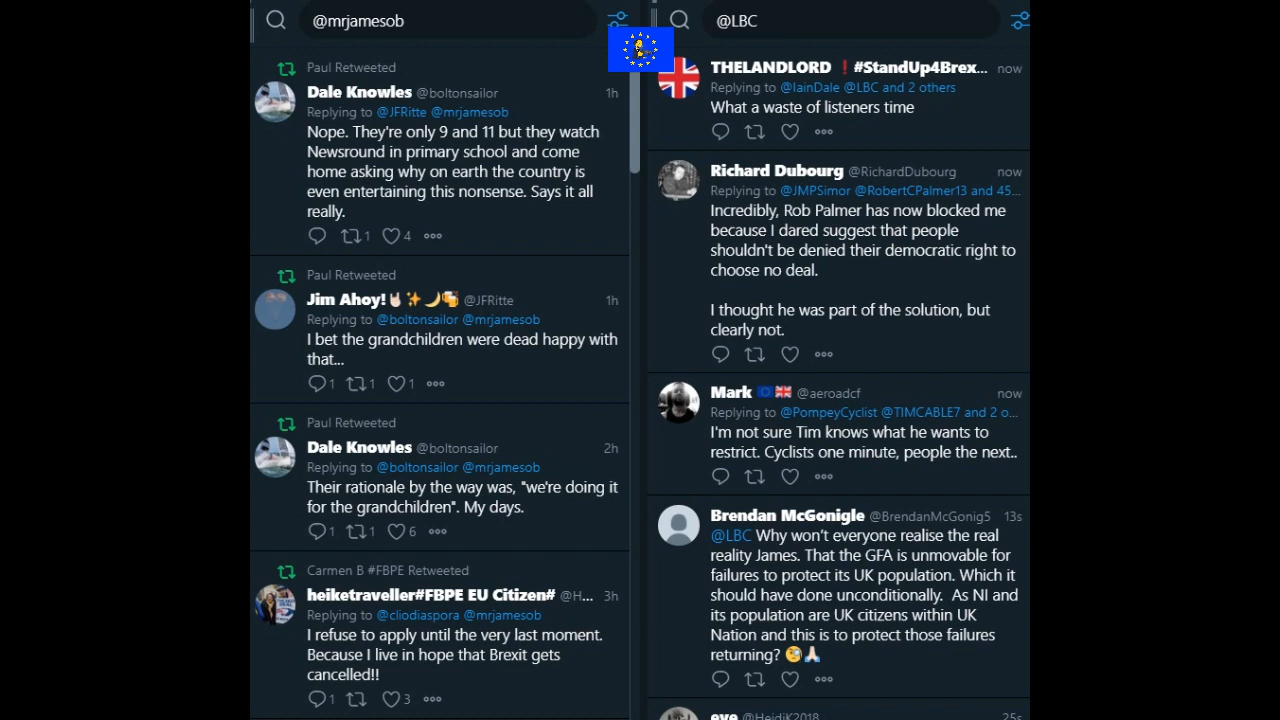 @mrjamesob
Paul Retweeted
Dale Knowles @boltonsailor 1h
Replying to @JFRitte @mrjamesob
Nope. They're only 9 and 11 but they watch
Newsround in primary school and come
home asking why on earth the country is
even entertaining this nonsense. Says it all
really.
1 4
Paul Retweeted
Jim Ahoy!🤘🏻✨🌙🍻 @JFRitte 1h
Replying to @boltonsailor @mrjamesob
I bet the grandchildren were dead happy with
that...
1 1 1
Paul Retweeted
Dale Knowles @boltonsailor 2h
Replying to @boltonsailor @mrjamesob
Their rationale by the way was, "we're doing it
for the grandchildren". My days.
1 1 6
Carmen B #FBPE Retweeted
heiketraveller#FBPE EU Citizen# @H... 3h
Replying to @cliodiaspora @mrjamesob
I refuse to apply until the very last moment.
Because I live in hope that Brexit gets
cancelled!!
1 3
@LBC
THELANDLORD ❗#StandUp4Brex... now
Replying to @IainDale @LBC and 2 others
What a waste of listeners time
Richard Dubourg @RichardDubourg now
Replying to @JMPSimor @RobertCPalmer13 and 45...
Incredibly, Rob Palmer has now blocked me
because I dared suggest that people
shouldn't be denied their democratic right to
choose no deal.
I thought he was part of the solution, but
clearly not.
Mark 🇪🇺🇬🇧 @aeroadcf now
Replying to @PompeyCyclist @TIMCABLE7 and 2 o...
I'm not sure Tim knows what he wants to
restrict. Cyclists one minute, people the next..
Brendan McGonigle @BrendanMcGonig5 13s
@LBC Why won't everyone realise the real
reality James. That the GFA is unmovable for
failures to protect its UK population. Which it
should have done unconditionally. As NI and
its population are UK citizens within UK
Nation and this is to protect those failures
returning? 🧐🙏🏻
eve @HeidiK2018 25s